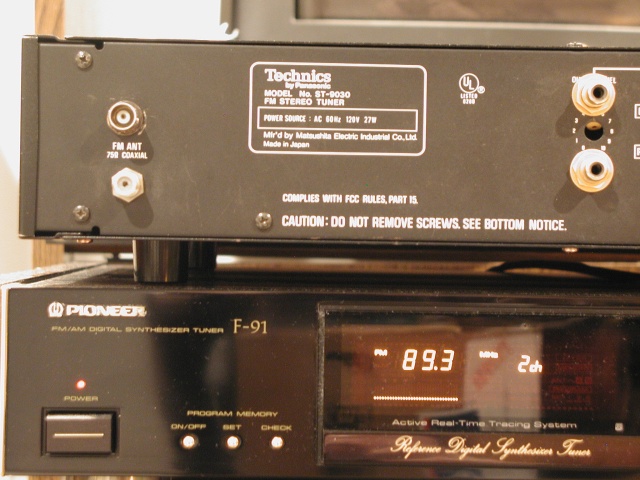 Technics
by Panasonic
MODEL No. ST-9030
FM STEREO TUNER
POWER SOURCE : AC 60Hz 120V 27W
Mfr'd by Matsushita Electric Industrial Co., Ltd.
Made in Japan
UL
®
LISTED
FM ANT
75Ω COAXIAL
COMPLIES WITH FCC RULES, PART 15.
CAUTION: DO NOT REMOVE SCREWS. SEE BOTTOM NOTICE.
PIONEER
FM/AM DIGITAL SYNTHESIZER TUNER F-91
FM 89.3 MHz 2ch
POWER
PROGRAM MEMORY
ON/OFF SET CHECK
Active Real-Time Tracing System
Reference Digital Synthesizer Tuner